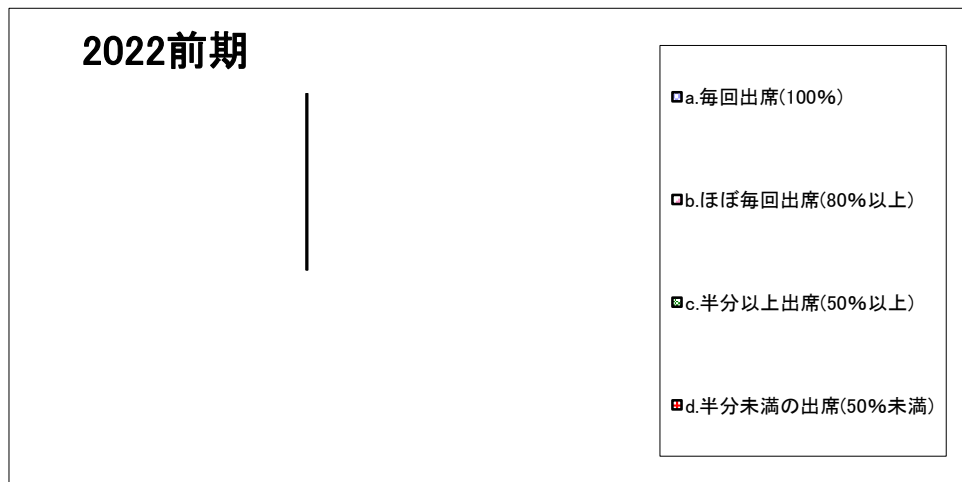 2022前期
a.毎回出席(100%)
b.ほぼ毎回出席(80%以上)
c.半分以上出席(50%以上)
d.半分未満の出席(50%未満)